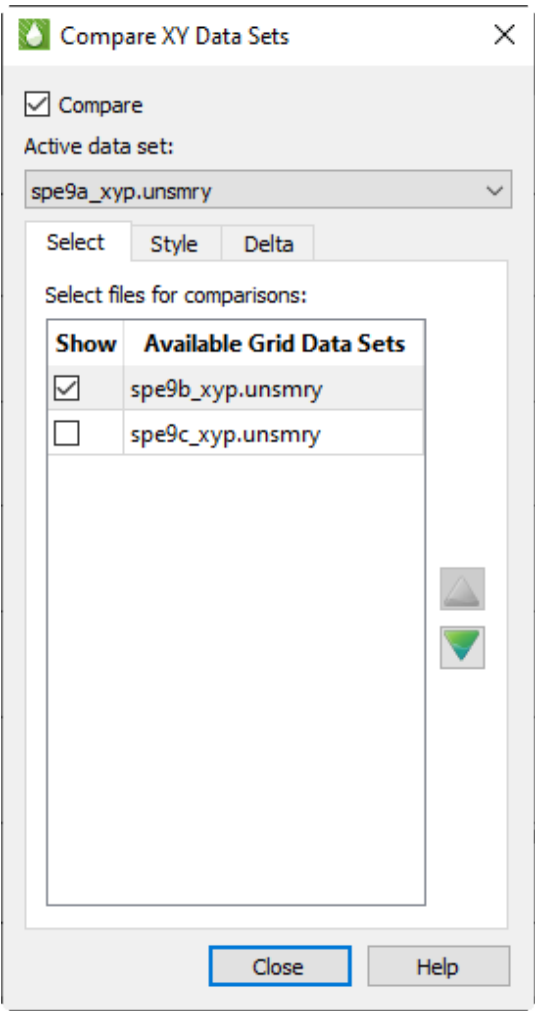 Compare XY Data Sets
Compare
Active data set:
spe9a_xyp.unsmry
Select Style Delta
Select files for comparisons:
Show Available Grid Data Sets
spe9b_xyp.unsmry
spe9c_xyp.unsmry
Close Help